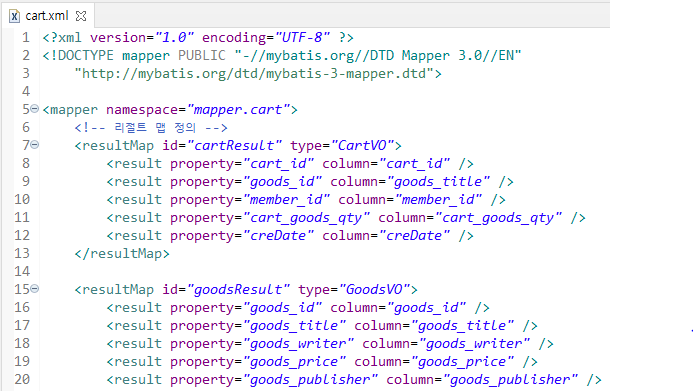 cart.xml
1 <?xml version="1.0" encoding="UTF-8" ?>
2 <!DOCTYPE mapper PUBLIC "-//mybatis.org//DTD Mapper 3.0//EN"
3 "http://mybatis.org/dtd/mybatis-3-mapper.dtd">
4
5 <mapper namespace="mapper.cart">
6 <!-- 리절트 맵 정의 -->
7 <resultMap id="cartResult" type="CartVO">
8 <result property="cart_id" column="cart_id" />
9 <result property="goods_id" column="goods_title" />
10 <result property="member_id" column="member_id" />
11 <result property="cart_goods_qty" column="cart_goods_qty" />
12 <result property="creDate" column="creDate" />
13 </resultMap>
14
15 <resultMap id="goodsResult" type="GoodsVO">
16 <result property="goods_id" column="goods_id" />
17 <result property="goods_title" column="goods_title" />
18 <result property="goods_writer" column="goods_writer" />
19 <result property="goods_price" column="goods_price" />
20 <result property="goods_publisher" column="goods_publisher" />